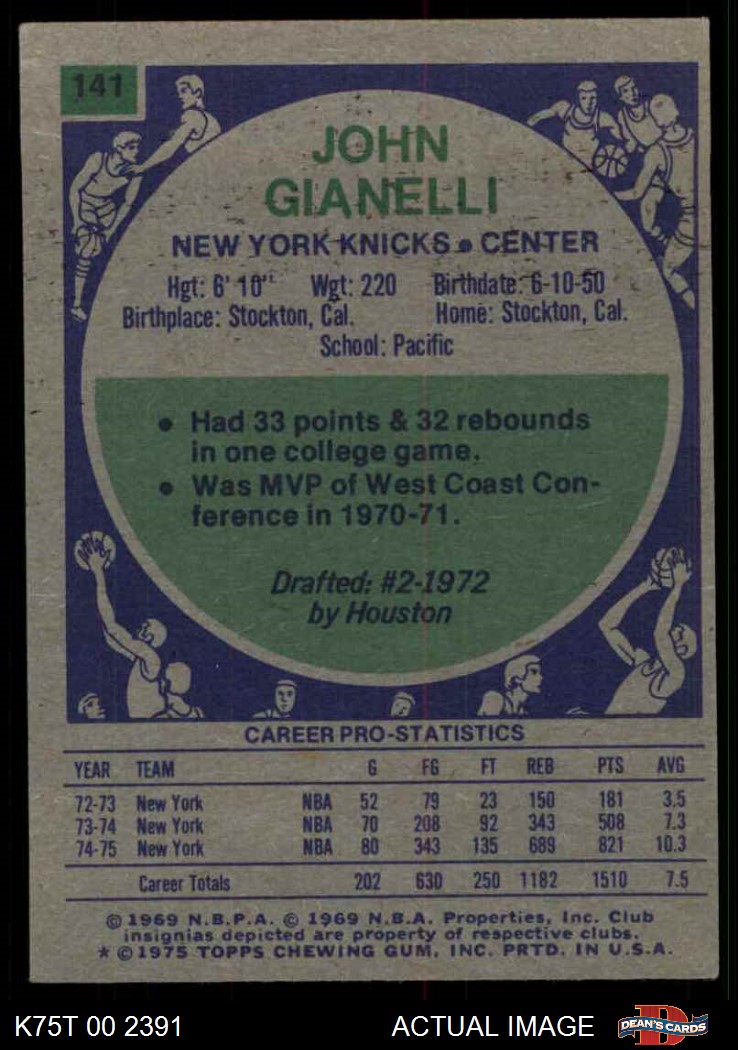 141
JOHN
GIANELLI
NEW YORK KNICKS • CENTER
Hgt: 6' 10" Wgt: 220 Birthdate: 6-10-50
Birthplace: Stockton, Cal. Home: Stockton, Cal.
School: Pacific
• Had 33 points & 32 rebounds
in one college game.
• Was MVP of West Coast Con-
ference in 1970-71.
Drafted: #2-1972
by Houston
CAREER PRO-STATISTICS
YEAR TEAM G FG FT REB PTS AVG
72-73 New York NBA 52 79 23 150 181 3.5
73-74 New York NBA 70 208 92 343 508 7.3
74-75 New York NBA 80 343 135 689 821 10.3
Career Totals 202 630 250 1182 1510 7.5
© 1969 N.B.P.A. © 1969 N.B.A. Properties, Inc. Club
insignias depicted are property of respective clubs.
* © 1975 TOPPS CHEWING GUM, INC. PRTD. IN U.S.A.
K75T 00 2391 ACTUAL IMAGE DEAN'S CARDS